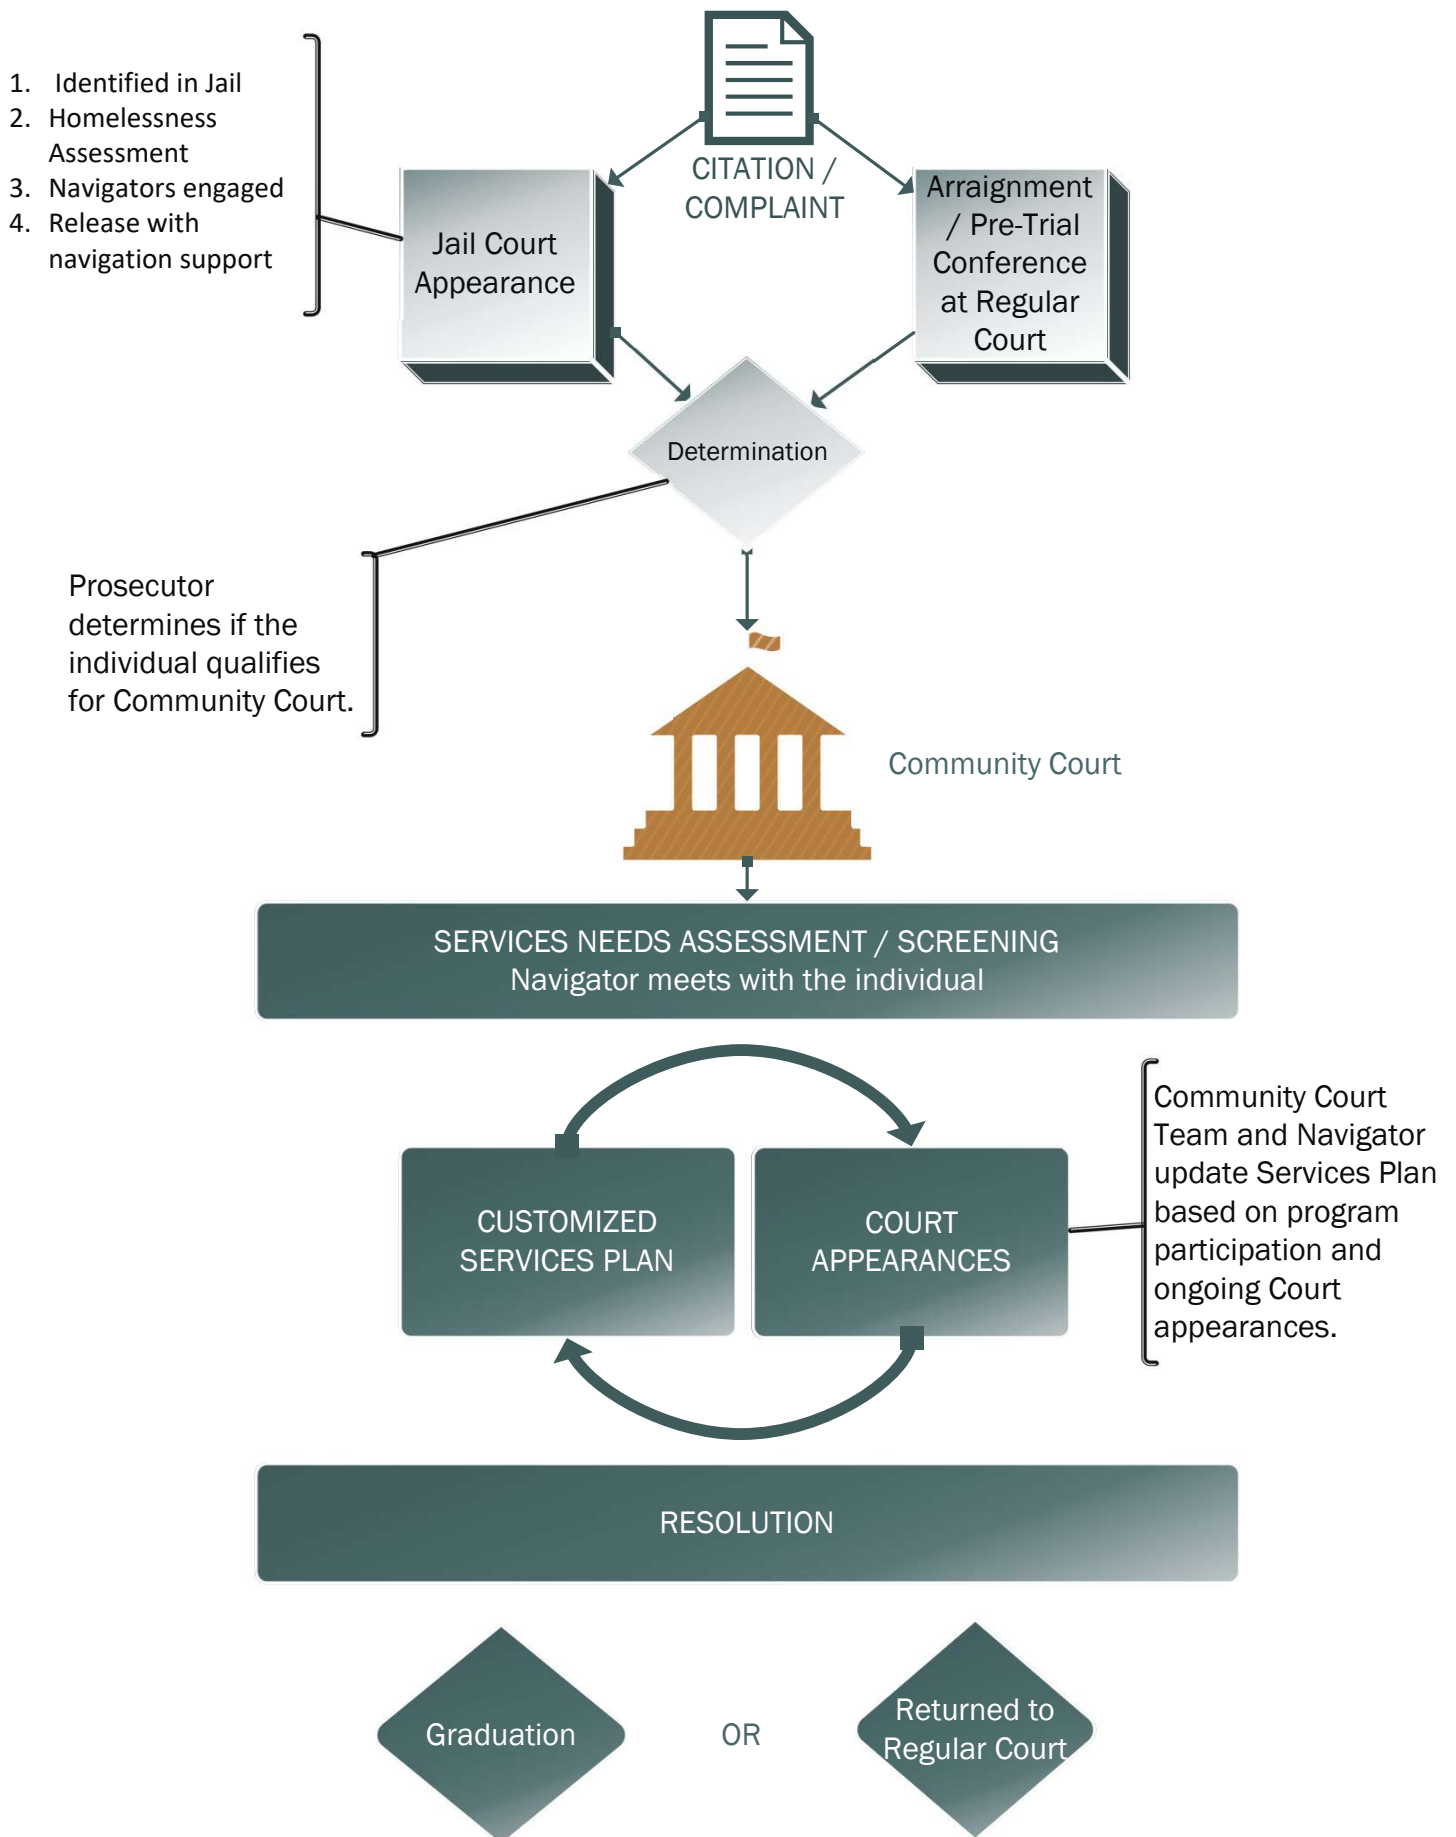 1. Identified in Jail
2. Homelessness
Assessment
3. Navigators engaged
4. Release with
navigation support
CITATION /
COMPLAINT
Jail Court
Appearance
Arraignment
/ Pre-Trial
Conference
at Regular
Court
Determination
Prosecutor
determines if the
individual qualifies
for Community Court.
Community Court
SERVICES NEEDS ASSESSMENT / SCREENING
Navigator meets with the individual
CUSTOMIZED
SERVICES PLAN
COURT
APPEARANCES
Community Court
Team and Navigator
update Services Plan
based on program
participation and
ongoing Court
appearances.
RESOLUTION
Graduation
OR
Returned to
Regular Court